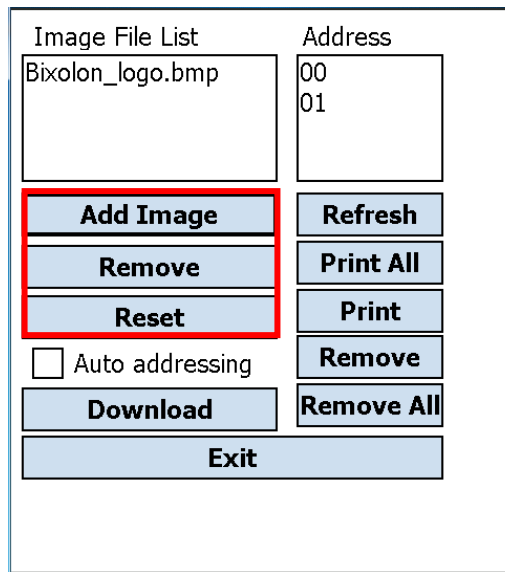 Image File List
Address
Bixolon_logo.bmp
00
01
Add Image
Refresh
Remove
Print All
Reset
Print
Auto addressing
Remove
Download
Remove All
Exit